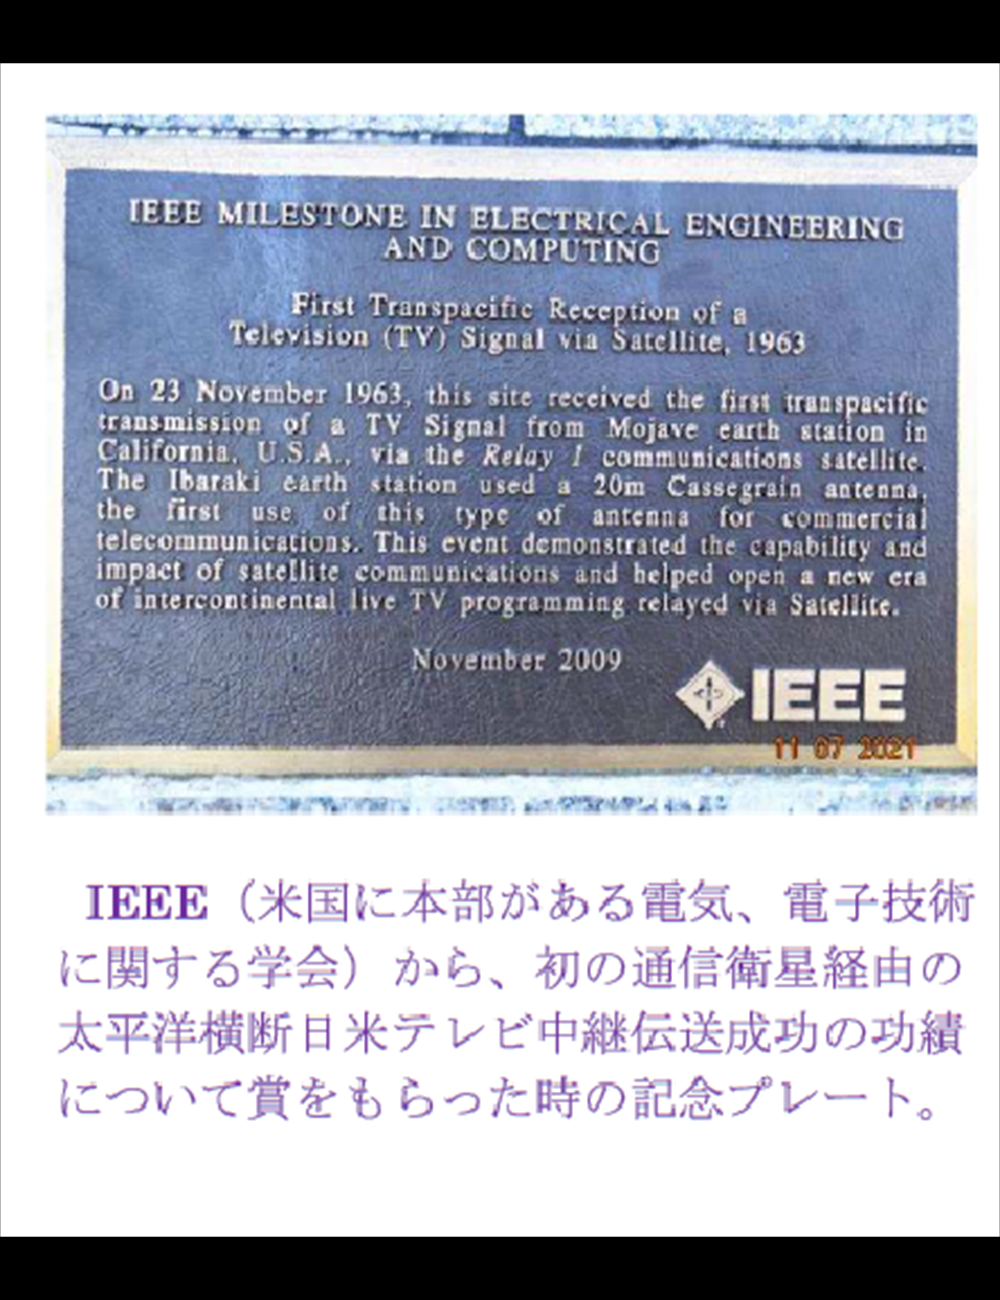 IEEE MILESTONE IN ELECTRICAL ENGINEERING
AND COMPUTING
First Transpacific Reception of a
Television (TV) Signal via Satellite, 1963
On 23 November 1963, this site received the first transpacific
transmission of a TV Signal from Mojave earth station in
California, U.S.A., via the Relay 1 communications satellite.
The Ibaraki earth station used a 20m Cassegrain antenna,
the first use of this type of antenna for commercial
telecommunications. This event demonstrated the capability and
impact of satellite communications and helped open a new era
of intercontinental live TV programming relayed via Satellite.
November 2009
IEEE
11 07 2021
IEEE（米国に本部がある電気、電子技術
に関する学会）から、初の通信衛星経由の
太平洋横断日米テレビ中継伝送成功の功績
について賞をもらった時の記念プレート。